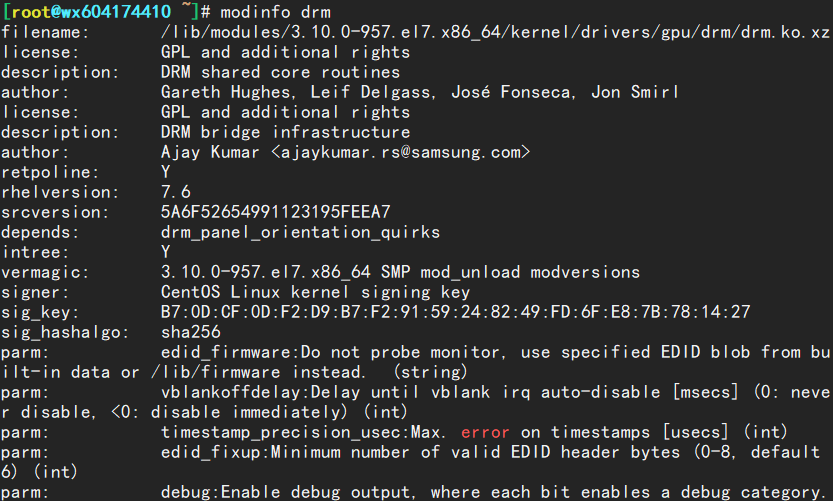 [root@wx604174410 ~]# modinfo drm
filename:       /lib/modules/3.10.0-957.el7.x86_64/kernel/drivers/gpu/drm/drm.ko.xz
license:        GPL and additional rights
description:    DRM shared core routines
author:         Gareth Hughes, Leif Delgass, José Fonseca, Jon Smirl
license:        GPL and additional rights
description:    DRM bridge infrastructure
author:         Ajay Kumar <ajaykumar.rs@samsung.com>
retpoline:      Y
rhelversion:    7.6
srcversion:     5A6F52654991123195FEEA7
depends:        drm_panel_orientation_quirks
intree:         Y
vermagic:       3.10.0-957.el7.x86_64 SMP mod_unload modversions
signer:         CentOS Linux kernel signing key
sig_key:        B7:0D:CF:0D:F2:D9:B7:F2:91:59:24:82:49:FD:6F:E8:7B:78:14:27
sig_hashalgo:   sha256
parm:           edid_firmware:Do not probe monitor, use specified EDID blob from bu
ilt-in data or /lib/firmware instead.  (string)
parm:           vblankoffdelay:Delay until vblank irq auto-disable [msecs] (0: neve
r disable, <0: disable immediately) (int)
parm:           timestamp_precision_usec:Max. error on timestamps [usecs] (int)
parm:           edid_fixup:Minimum number of valid EDID header bytes (0-8, default
6) (int)
parm:           debug:Enable debug output, where each bit enables a debug category.